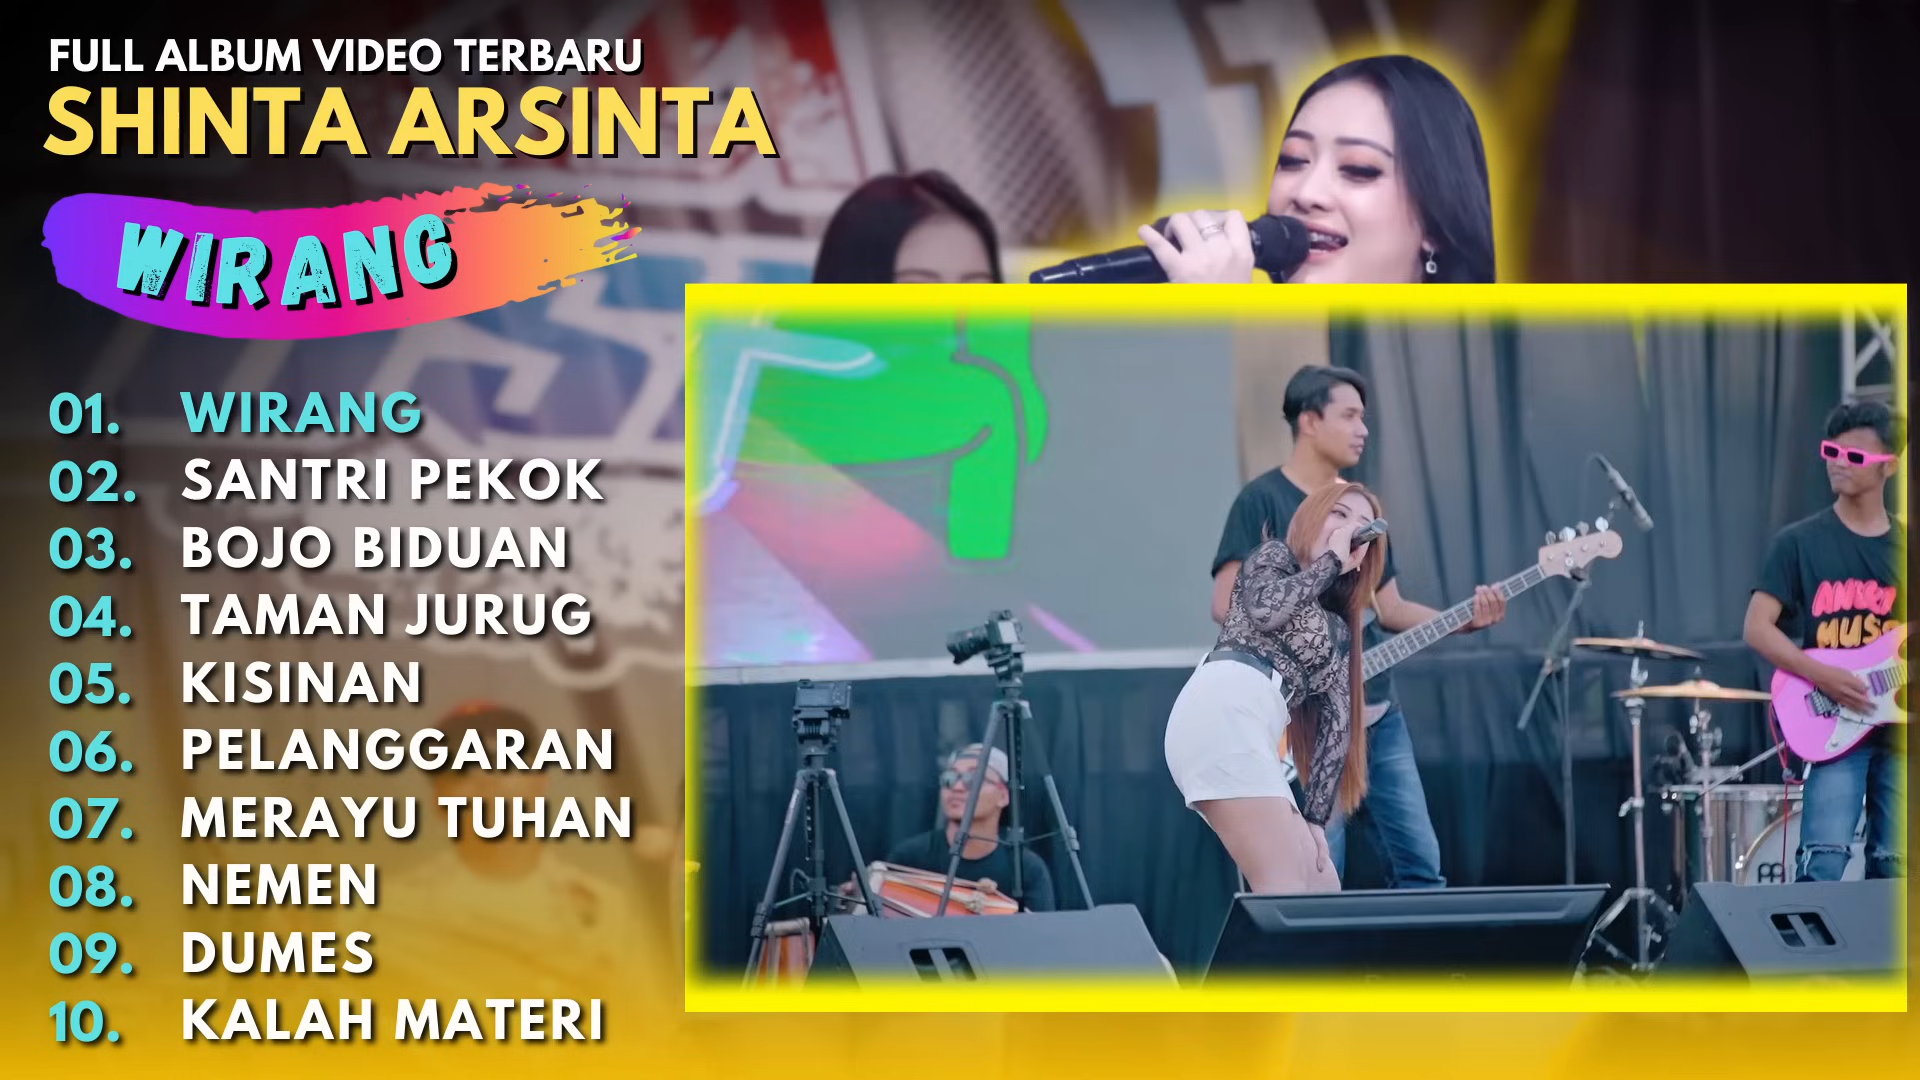 FULL ALBUM VIDEO TERBARU
SHINTA ARSINTA
WIRANG
01. WIRANG
02. SANTRI PEKOK
03. BOJO BIDUAN
04. TAMAN JURUG
05. KISINAN
06. PELANGGARAN
07. MERAYU TUHAN
08. NEMEN
09. DUMES
10. KALAH MATERI